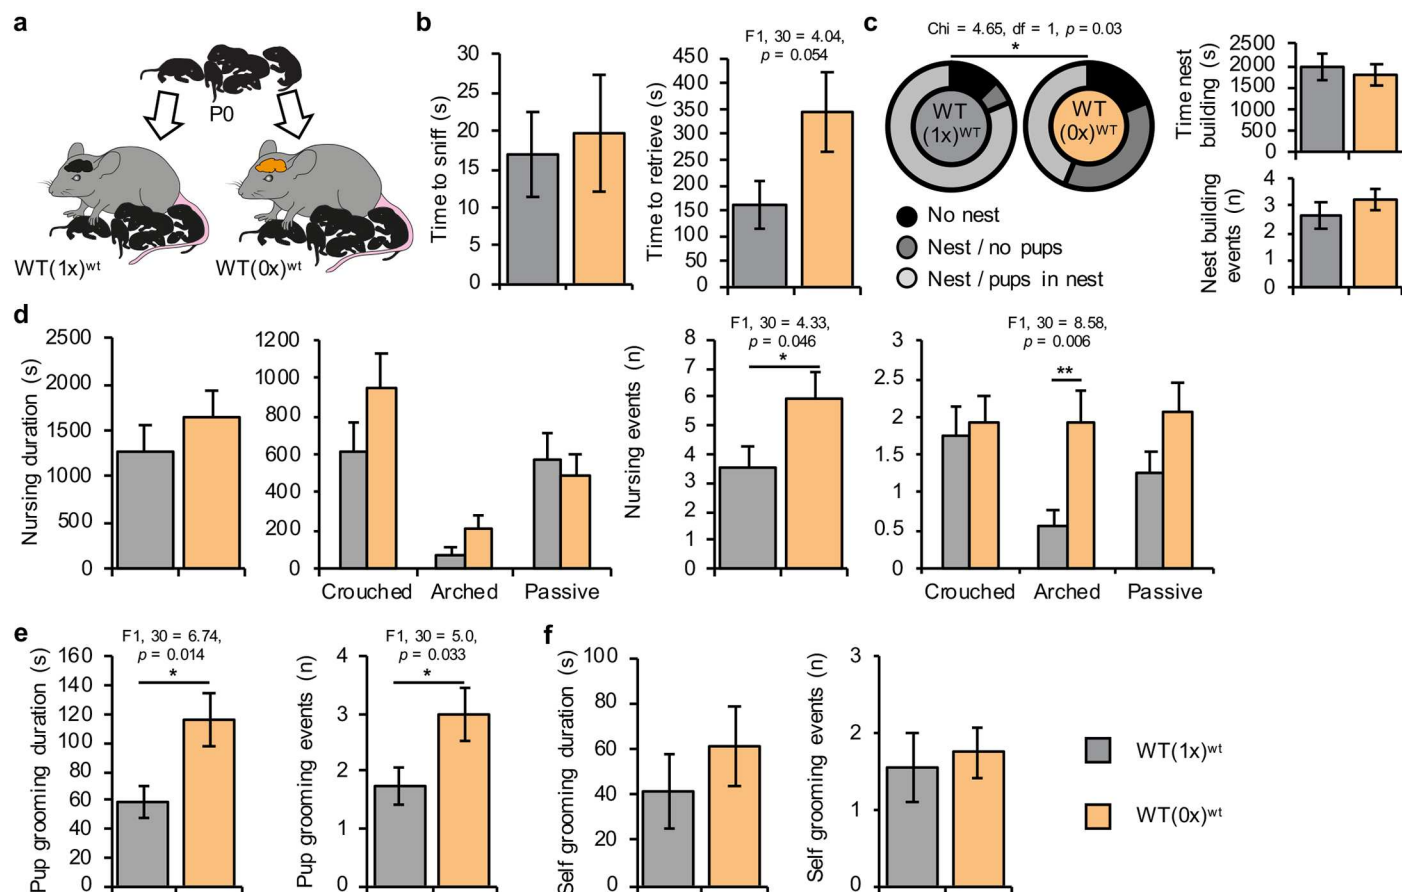 a
P0
WT(1x)ᵂᵗ
WT(0x)ᵂᵗ
b
Time to sniff (s)
30
25
20
15
10
5
0
F1, 30 = 4.04,
p = 0.054
Time to retrieve (s)
450
400
350
300
250
200
150
100
50
0
c
Chi = 4.65, df = 1, p = 0.03
*
WT
(1x)ᵂᵀ
WT
(0x)ᵂᵀ
No nest
Nest / no pups
Nest / pups in nest
Time nest
building (s)
2500
2000
1500
1000
500
0
Nest building
events (n)
4
3
2
1
0
d
Nursing duration (s)
2500
2000
1500
1000
500
0
1200
1000
800
600
400
200
0
Crouched Arched Passive
F1, 30 = 4.33,
p = 0.046
*
Nursing events (n)
8
7
6
5
4
3
2
1
0
F1, 30 = 8.58,
p = 0.006
**
3
2.5
2
1.5
1
0.5
0
Crouched Arched Passive
e
F1, 30 = 6.74,
p = 0.014
*
Pup grooming duration (s)
160
140
120
100
80
60
40
20
0
F1, 30 = 5.0,
p = 0.033
*
Pup grooming events (n)
4
3
2
1
0
f
Self grooming duration (s)
100
80
60
40
20
0
Self grooming events (n)
3
2
1
0
WT(1x)ʷᵗ
WT(0x)ʷᵗ